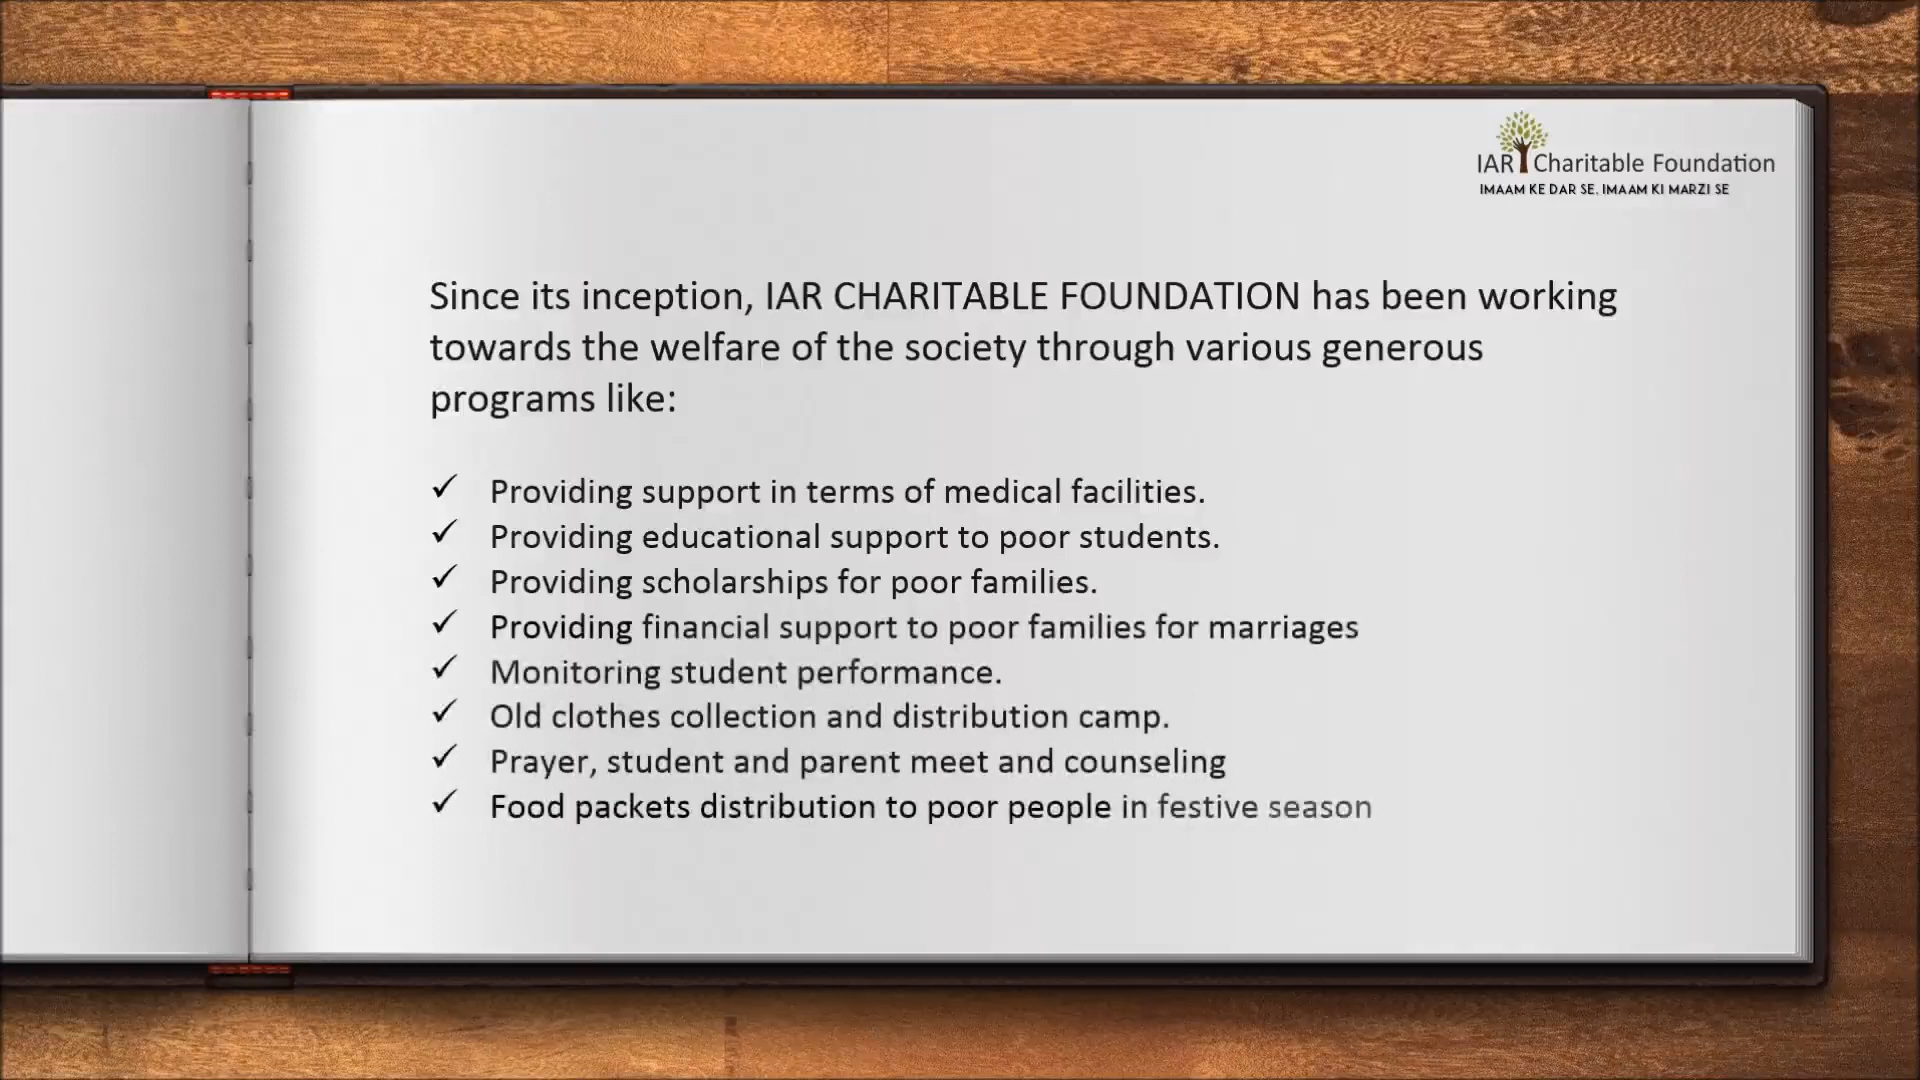 IAR Charitable Foundation
IMAAM KE DAR SE. IMAAM KI MARZI SE
Since its inception, IAR CHARITABLE FOUNDATION has been working
towards the welfare of the society through various generous
programs like:
✓ Providing support in terms of medical facilities.
✓ Providing educational support to poor students.
✓ Providing scholarships for poor families.
✓ Providing financial support to poor families for marriages
✓ Monitoring student performance.
✓ Old clothes collection and distribution camp.
✓ Prayer, student and parent meet and counseling
✓ Food packets distribution to poor people in festive season